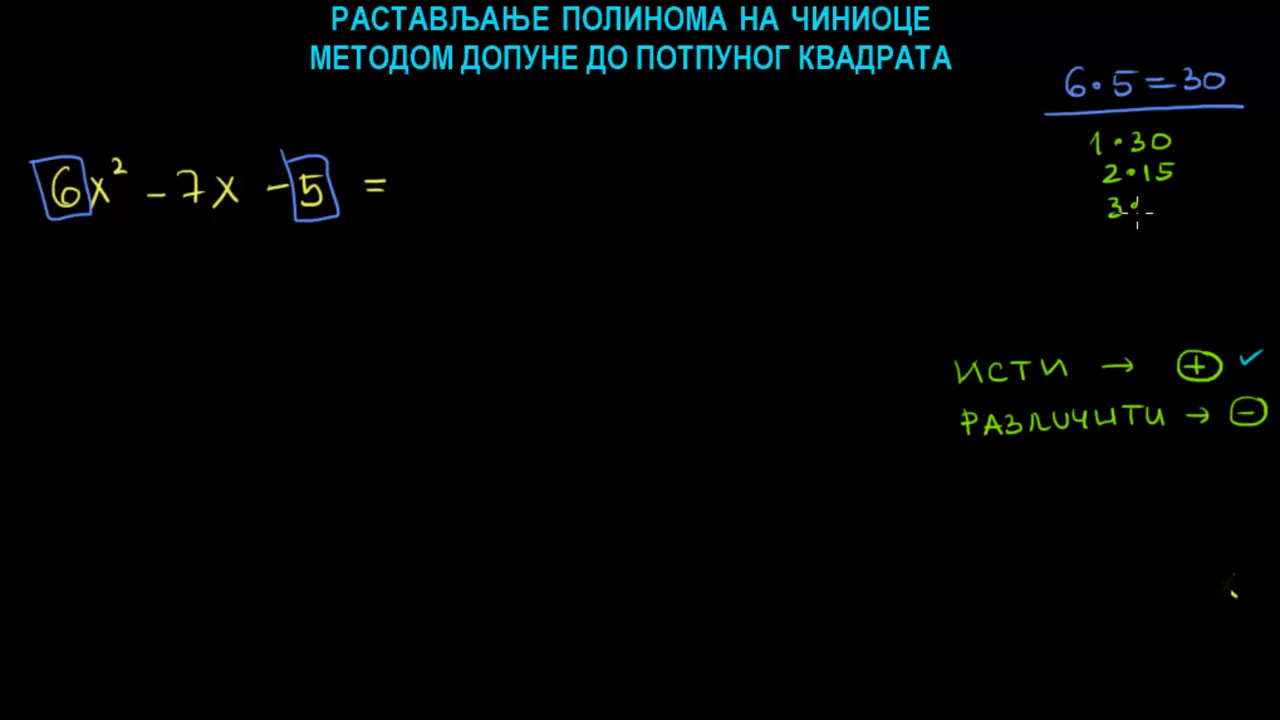 РАСТАВЉАЊЕ ПОЛИНОМА НА ЧИНИОЦЕ
МЕТОДОМ ДОПУНЕ ДО ПОТПУНОГ КВАДРАТА
6·5=30
1·30
2·15
3·
6x² - 7x - 5 =
ИСТИ → + ✓
РАЗЛИЧИТИ → -